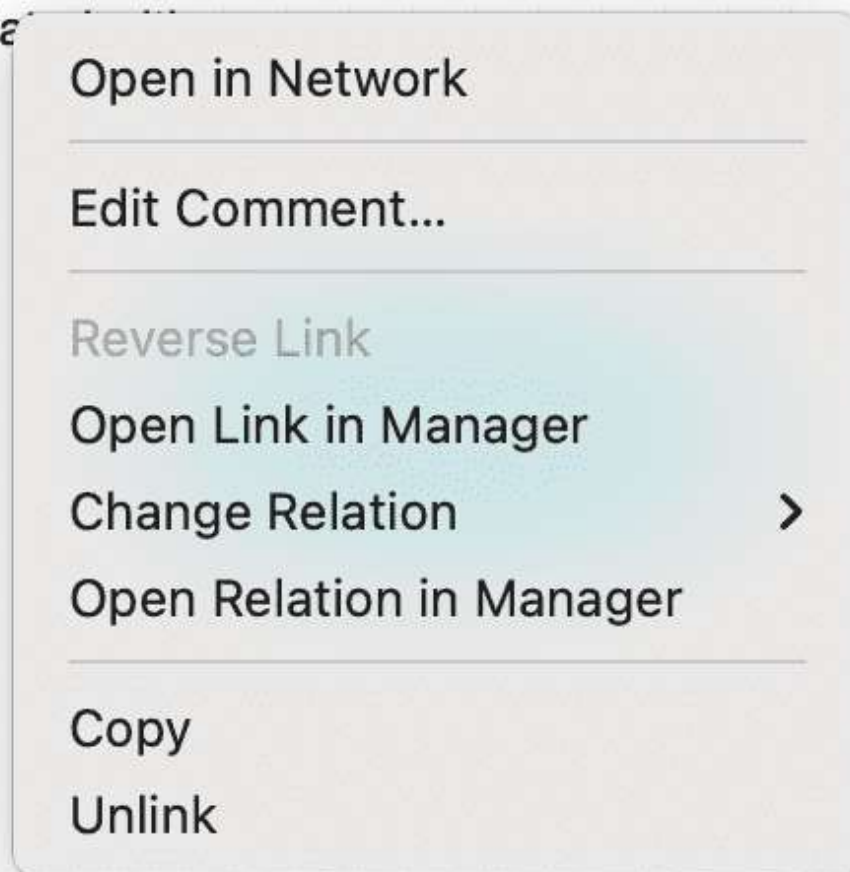 Open in Network
Edit Comment...
Reverse Link
Open Link in Manager
Change Relation
Open Relation in Manager
Copy
Unlink